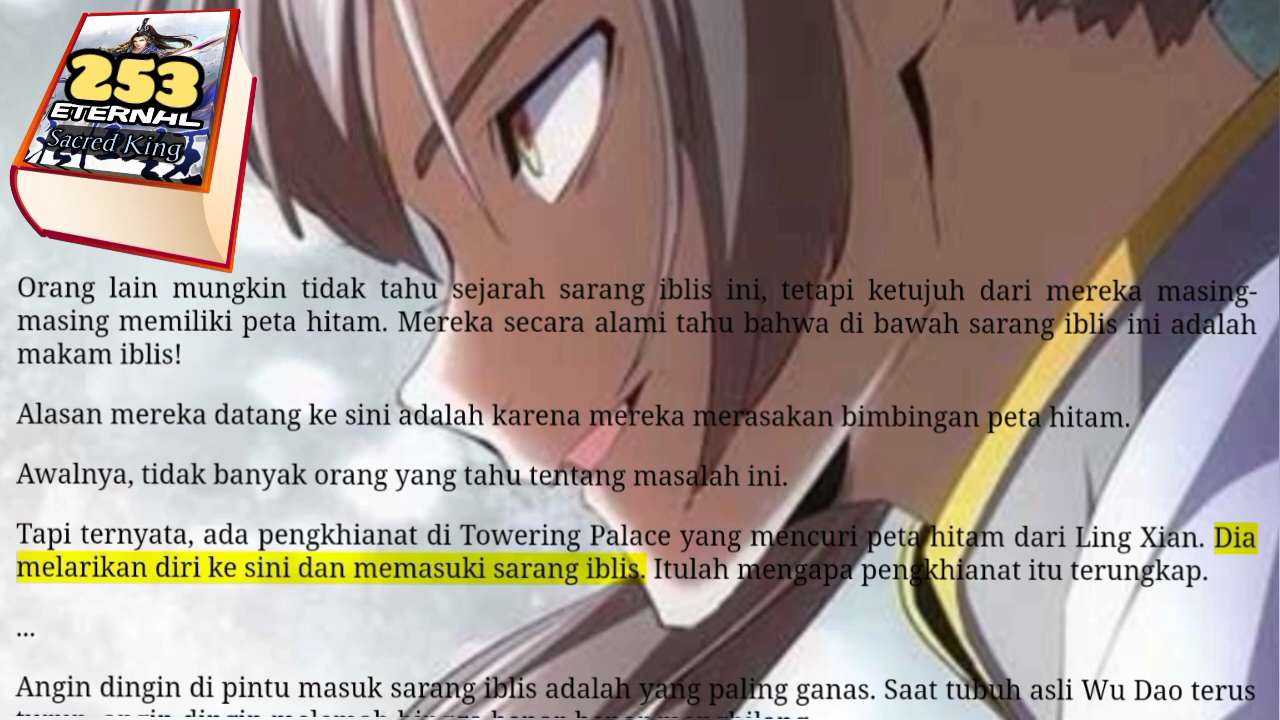 253
ETERNAL
Sacred King
Orang lain mungkin tidak tahu sejarah sarang iblis ini, tetapi ketujuh dari mereka masing-
masing memiliki peta hitam. Mereka secara alami tahu bahwa di bawah sarang iblis ini adalah
makam iblis!
Alasan mereka datang ke sini adalah karena mereka merasakan bimbingan peta hitam.
Awalnya, tidak banyak orang yang tahu tentang masalah ini.
Tapi ternyata, ada pengkhianat di Towering Palace yang mencuri peta hitam dari Ling Xian. Dia
melarikan diri ke sini dan memasuki sarang iblis. Itulah mengapa pengkhianat itu terungkap.
...
Angin dingin di pintu masuk sarang iblis adalah yang paling ganas. Saat tubuh asli Wu Dao terus